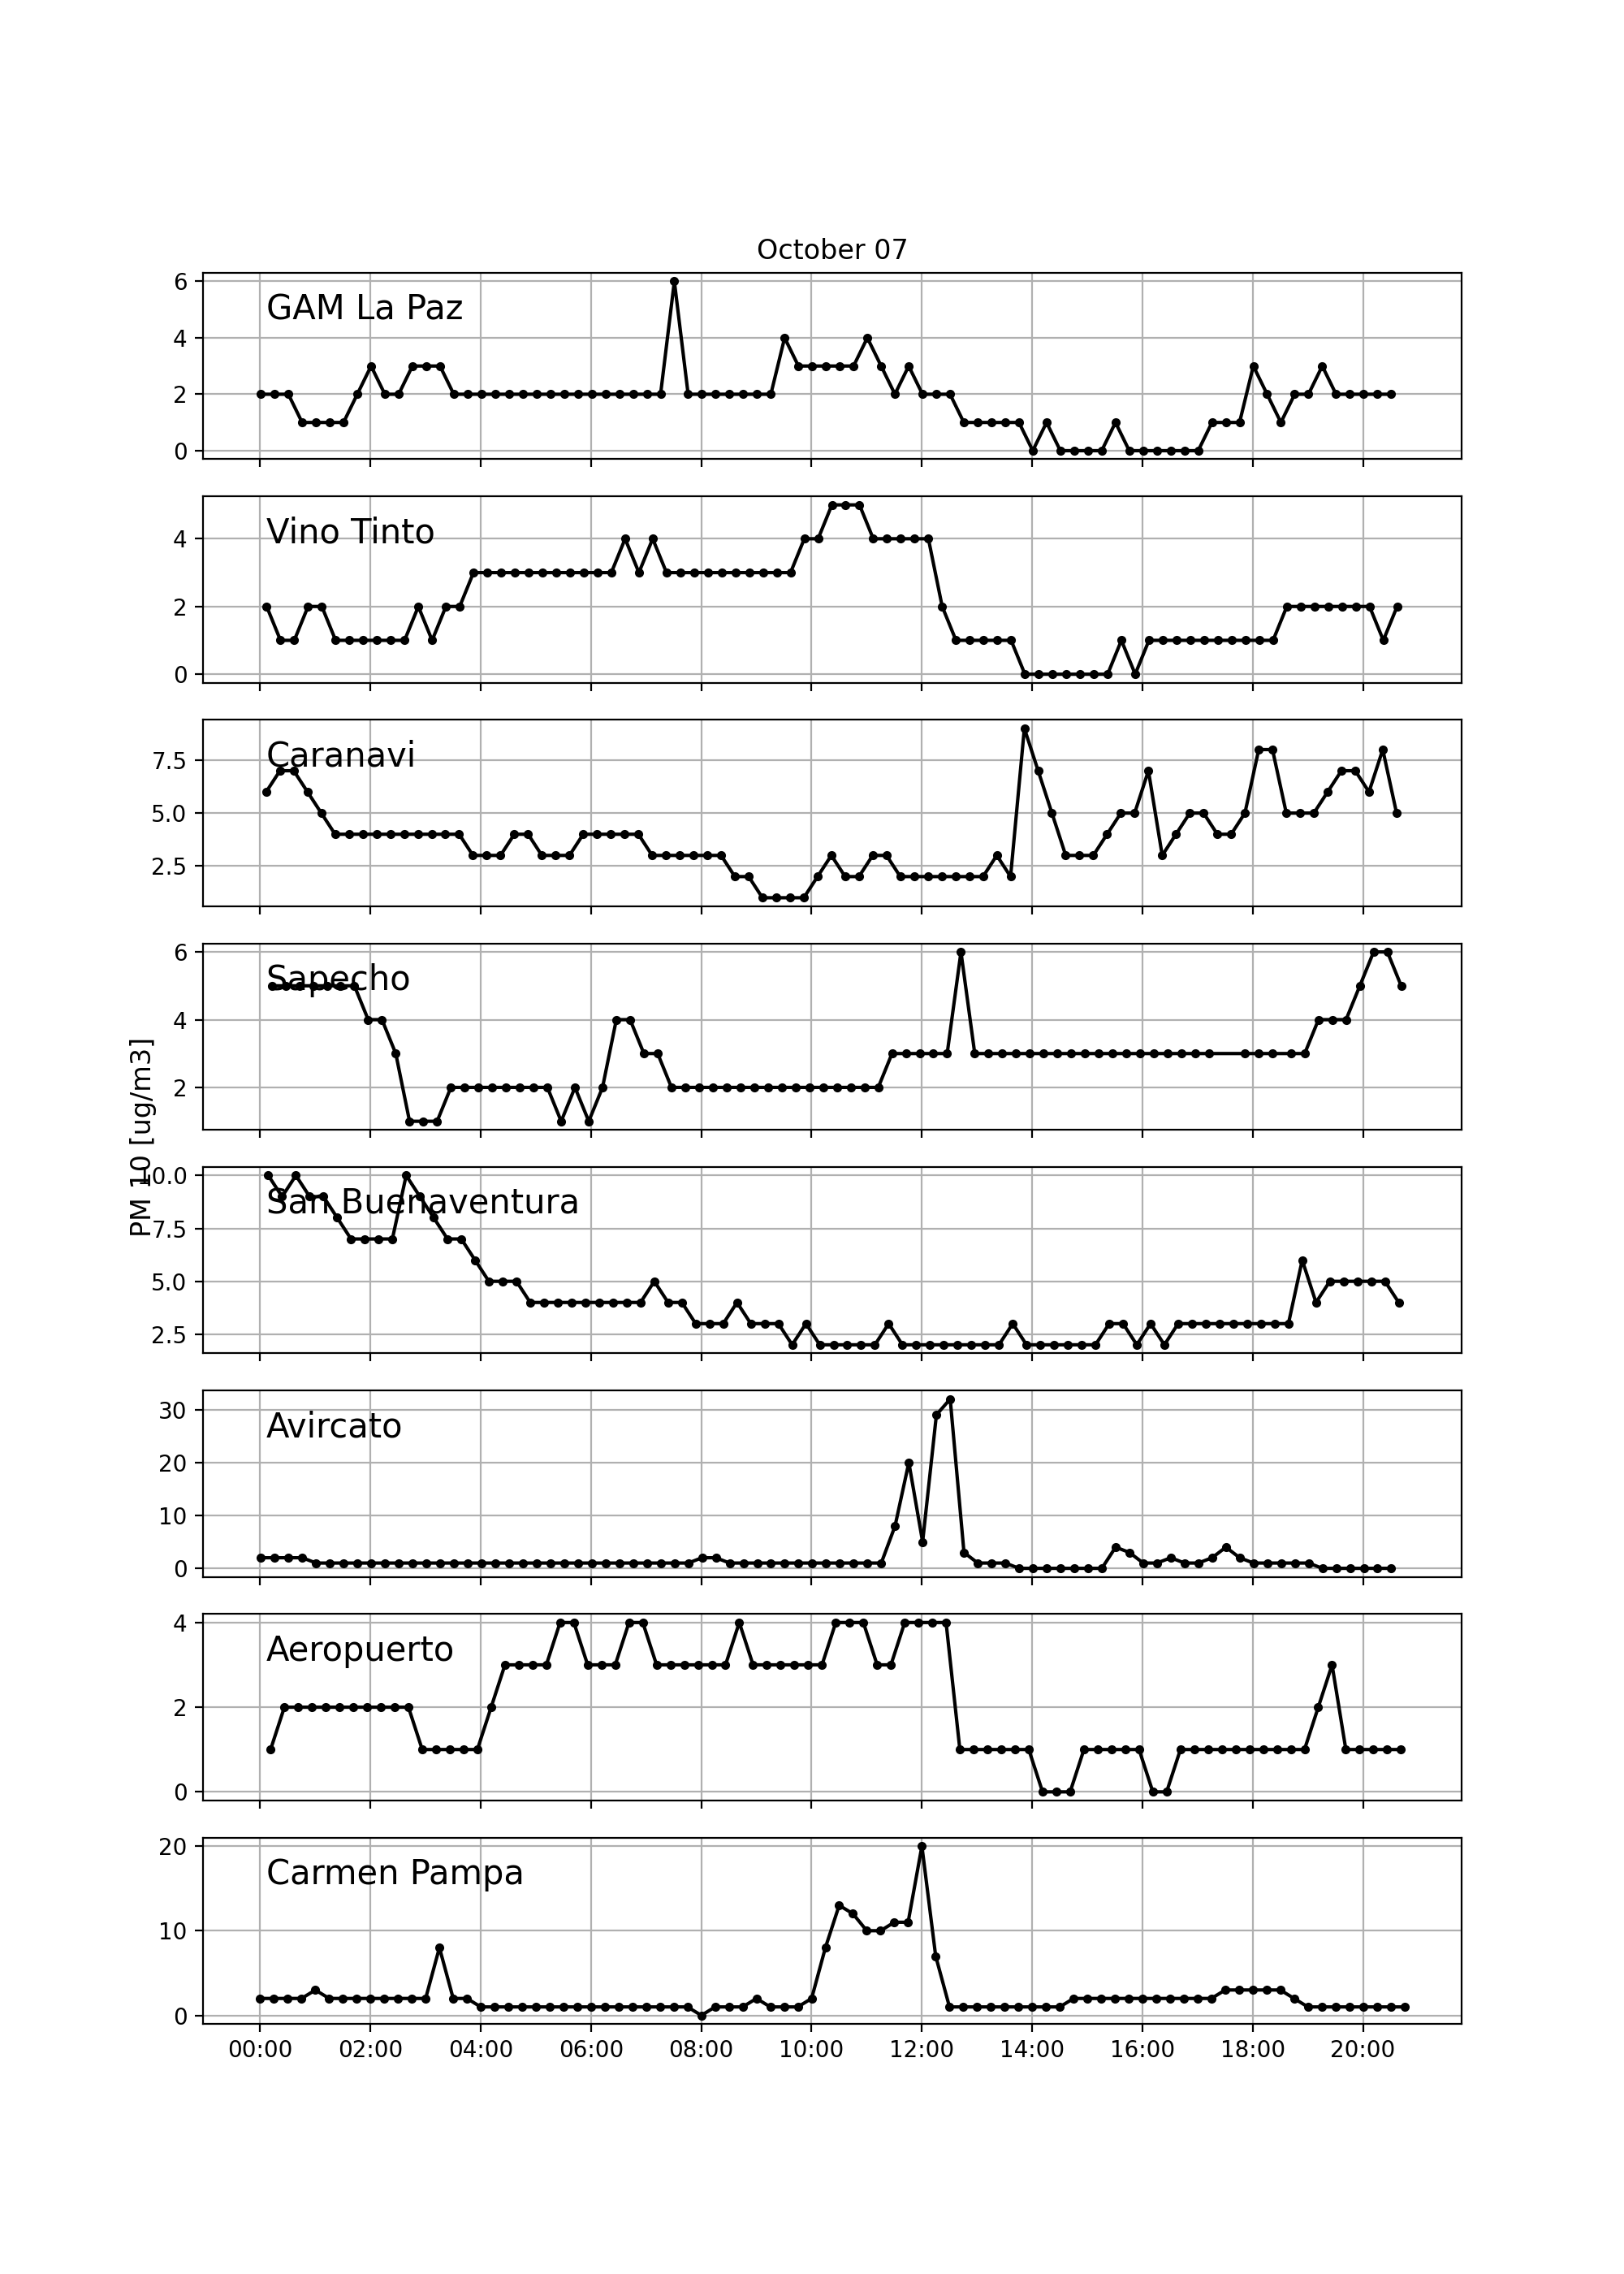 October 07
GAM La Paz
6
4
2
0
Vino Tinto
4
2
0
Caranavi
7.5
5.0
2.5
Sapecho
6
4
2
PM 10 [ug/m3]
San Buenaventura
10.0
7.5
5.0
2.5
Avircato
30
20
10
0
Aeropuerto
4
2
0
Carmen Pampa
20
10
0
00:00 02:00 04:00 06:00 08:00 10:00 12:00 14:00 16:00 18:00 20:00